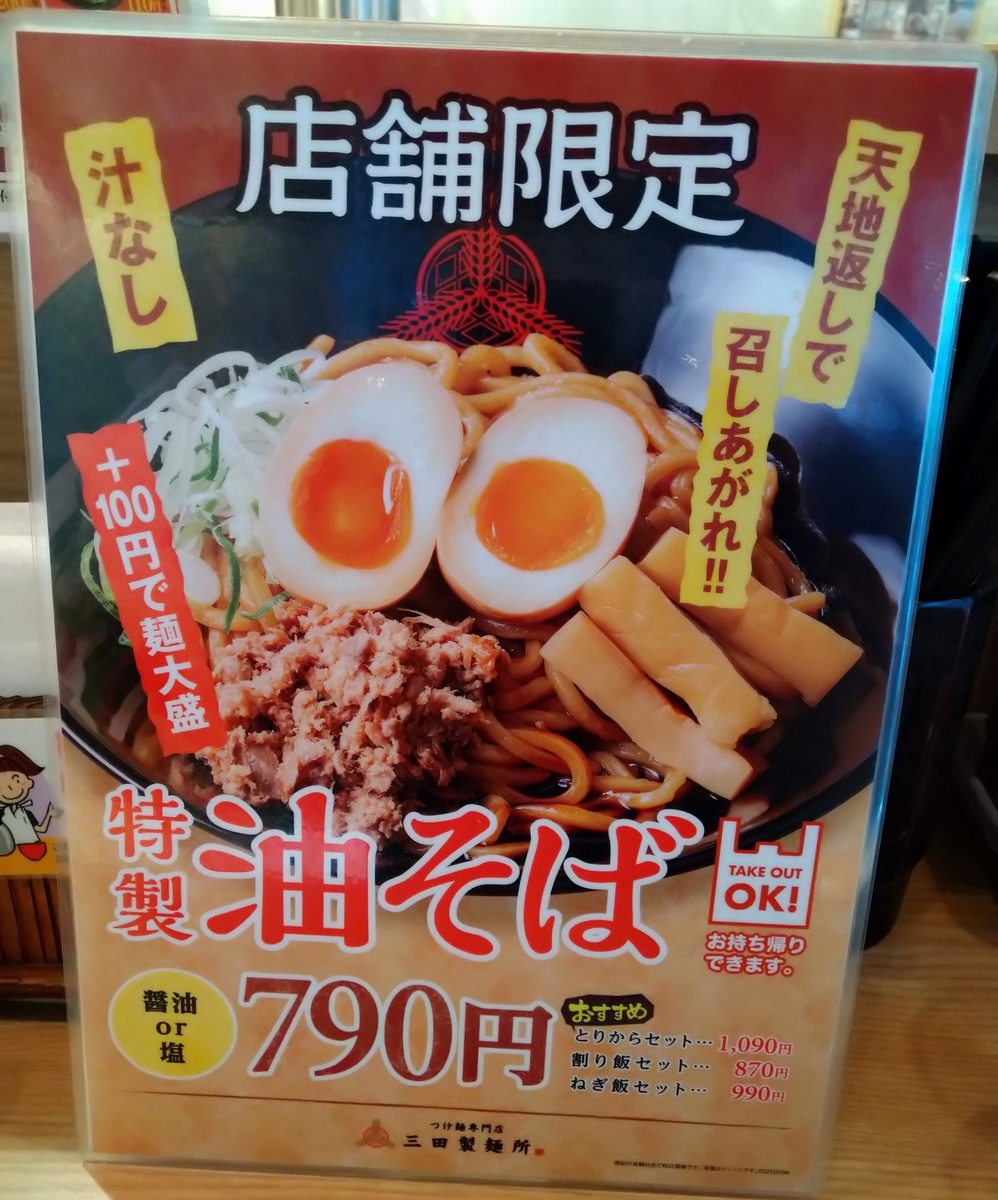 店舗限定
汁なし
天地返しで
召しあがれ!!
+100円で麺大盛
特製
油そば
TAKE OUT
OK!
お持ち帰り
できます。
醤油
or
塩
790円
おすすめ
とりからセット…1,090円
割り飯セット…870円
ねぎ飯セット…990円
つけ麺専門店
三田製麺所